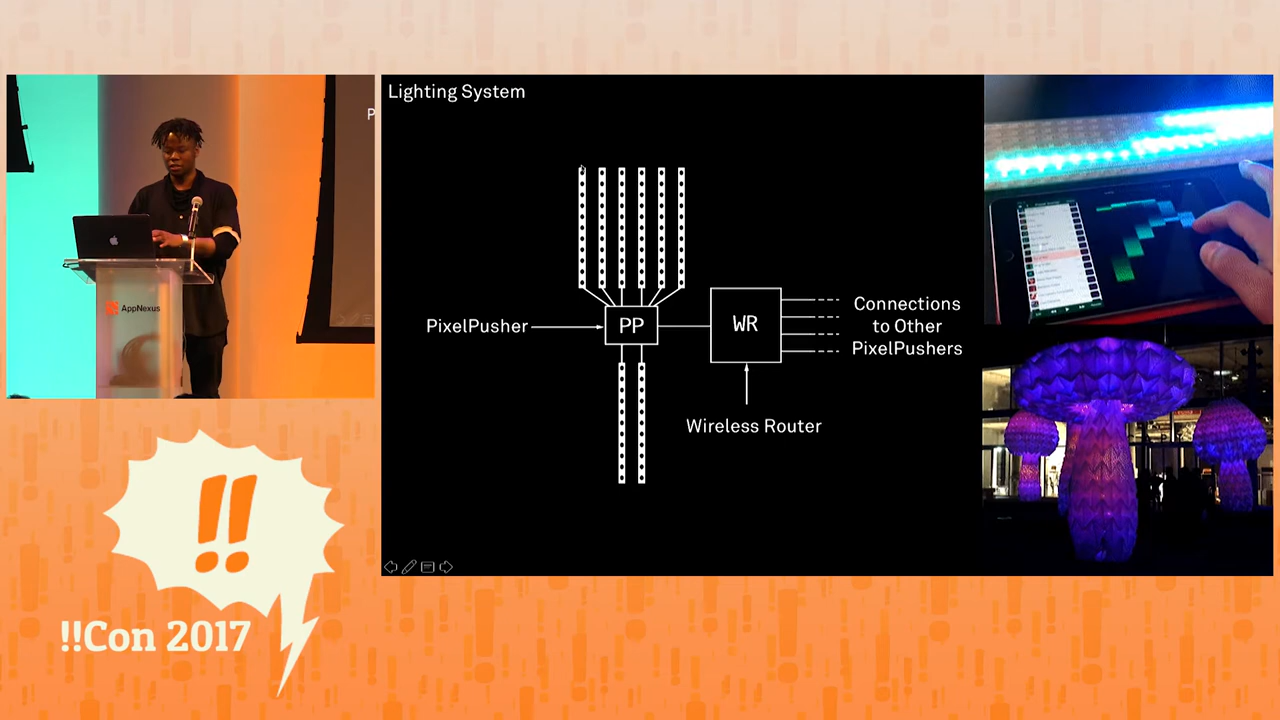 P
Lighting System
AppNexus
PixelPusher
PP
WR
Connections
to Other
PixelPushers
Wireless Router
!!
!!Con 2017